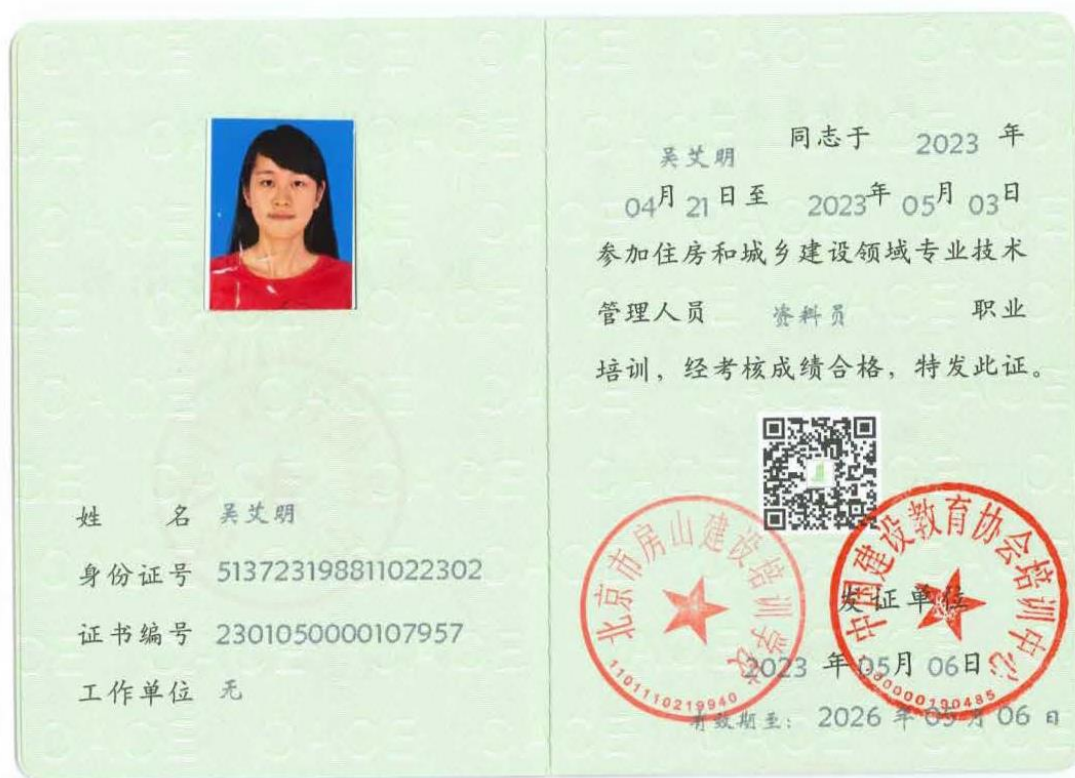 姓 名 吴艾明
身份证号 513723198811022302
证书编号 2301050000107957
工作单位 无
吴艾明 同志于 2023 年
04月 21 日至 2023年 05月 03日
参加住房和城乡建设领域专业技术
管理人员 资料员 职业
培训，经考核成绩合格，特发此证。
北京市房山建设培训学校
1101110219940
中国建设教育协会培训中心
发证单位
2023 年 05月 06日
有效期至： 2026 年 05 月 06 日